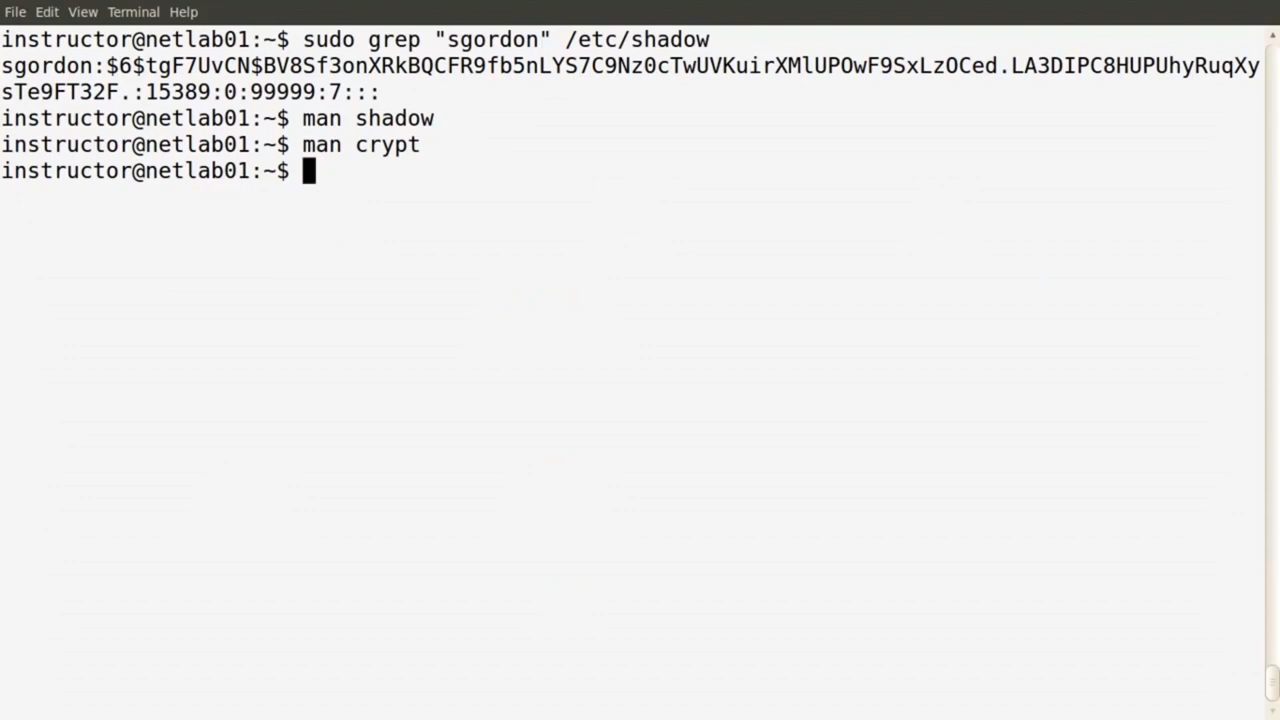 File Edit View Terminal Help
instructor@netlab01:~$ sudo grep "sgordon" /etc/shadow
sgordon:$6$tgF7UvCN$BV8Sf3onXRkBQCFR9fb5nLYS7C9Nz0cTwUVKuirXMlUPOwF9SxLzOCed.LA3DIPC8HUPUhyRuqXy
sTe9FT32F.:15389:0:99999:7:::
instructor@netlab01:~$ man shadow
instructor@netlab01:~$ man crypt
instructor@netlab01:~$